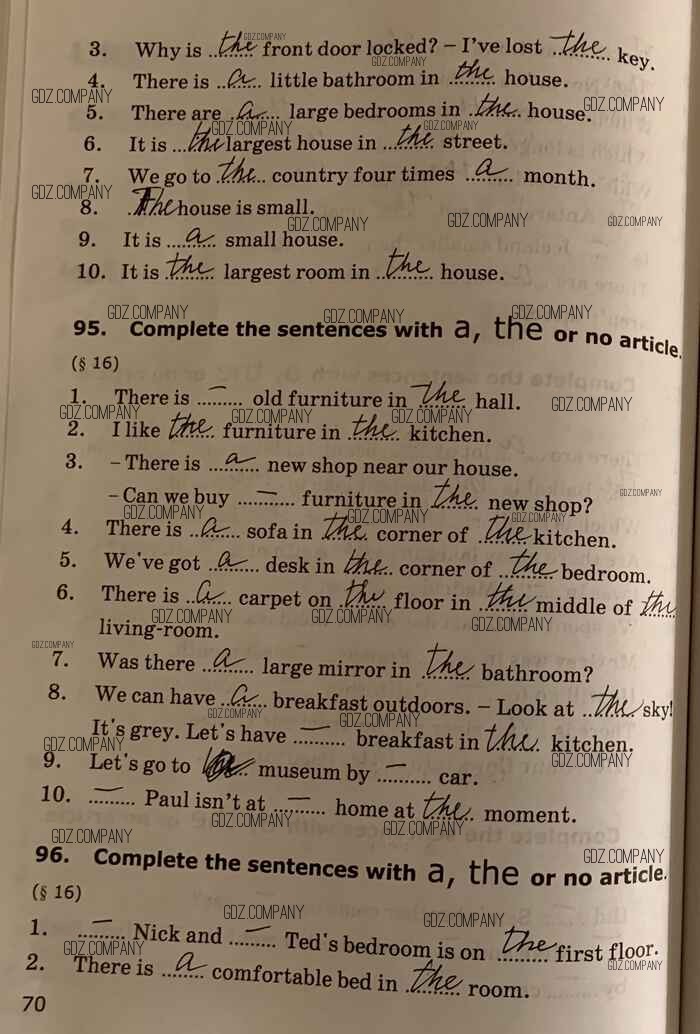 3. Why is ..the.. front door locked? – I've lost ..the.. key.
4. There is ..a.. little bathroom in ..the.. house.
5. There are ..a.. large bedrooms in ..the.. house.
6. It is ..the.. largest house in ..the.. street.
7. We go to ..the.. country four times ..a.. month.
8. ..The.. house is small.
9. It is ..a.. small house.
10. It is ..the.. largest room in ..the.. house.
95. Complete the sentences with a, the or no article.
(§ 16)
1. There is ..–.. old furniture in ..the.. hall.
2. I like ..the.. furniture in ..the.. kitchen.
3. – There is ..a.. new shop near our house.
– Can we buy ..–.. furniture in ..the.. new shop?
4. There is ..a.. sofa in ..the.. corner of ..the.. kitchen.
5. We've got ..a.. desk in ..the.. corner of ..the.. bedroom.
6. There is ..a.. carpet on ..the.. floor in ..the.. middle of ..the..
living-room.
7. Was there ..a.. large mirror in ..the.. bathroom?
8. We can have ..a.. breakfast outdoors. – Look at ..the.. sky!
It's grey. Let's have ..–.. breakfast in ..the.. kitchen.
9. Let's go to museum by ..–.. car.
10. ..–.. Paul isn't at ..–.. home at ..the.. moment.
96. Complete the sentences with a, the or no article.
(§ 16)
1. ..–.. Nick and ..–.. Ted's bedroom is on ..the.. first floor.
2. There is ..a.. comfortable bed in ..the.. room.
70
GDZ.COMPANY